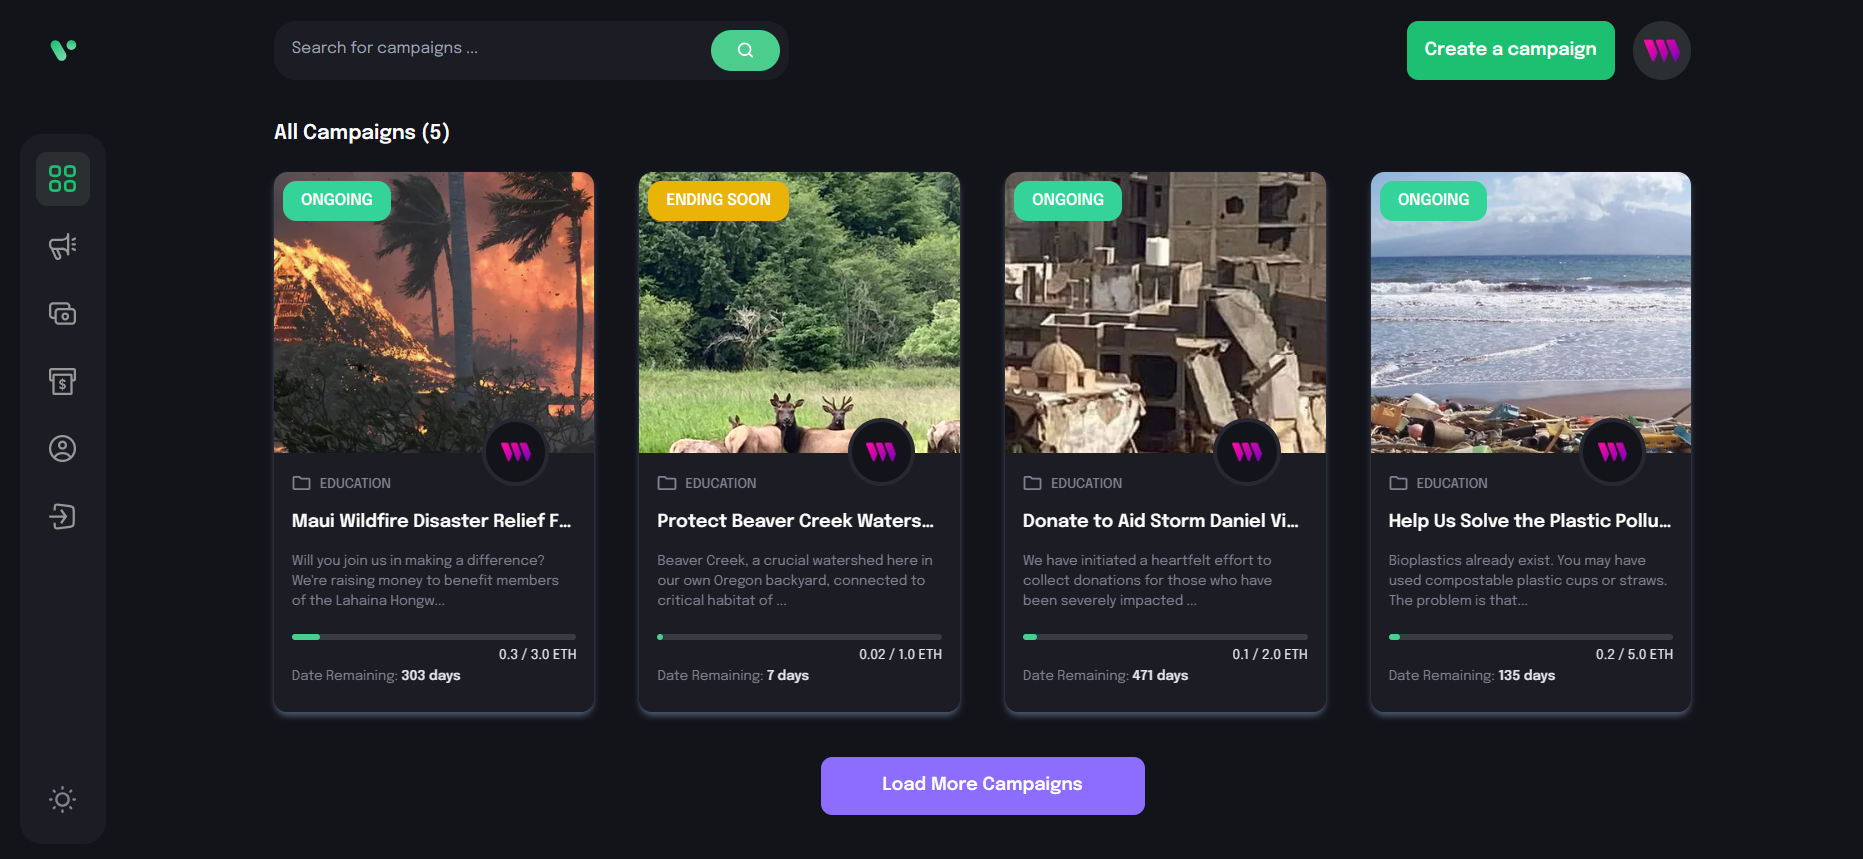 Search for campaigns ...
Create a campaign
All Campaigns (5)
ONGOING
EDUCATION
Maui Wildfire Disaster Relief F...
Will you join us in making a difference?
We're raising money to benefit members
of the Lahaina Hongw...
0.3 / 3.0 ETH
Date Remaining: 303 days
ENDING SOON
EDUCATION
Protect Beaver Creek Waters...
Beaver Creek, a crucial watershed here in
our own Oregon backyard, connected to
critical habitat of ...
0.02 / 1.0 ETH
Date Remaining: 7 days
ONGOING
EDUCATION
Donate to Aid Storm Daniel Vi...
We have initiated a heartfelt effort to
collect donations for those who have
been severely impacted ...
0.1 / 2.0 ETH
Date Remaining: 471 days
ONGOING
EDUCATION
Help Us Solve the Plastic Pollu...
Bioplastics already exist. You may have
used compostable plastic cups or straws.
The problem is that...
0.2 / 5.0 ETH
Date Remaining: 135 days
Load More Campaigns